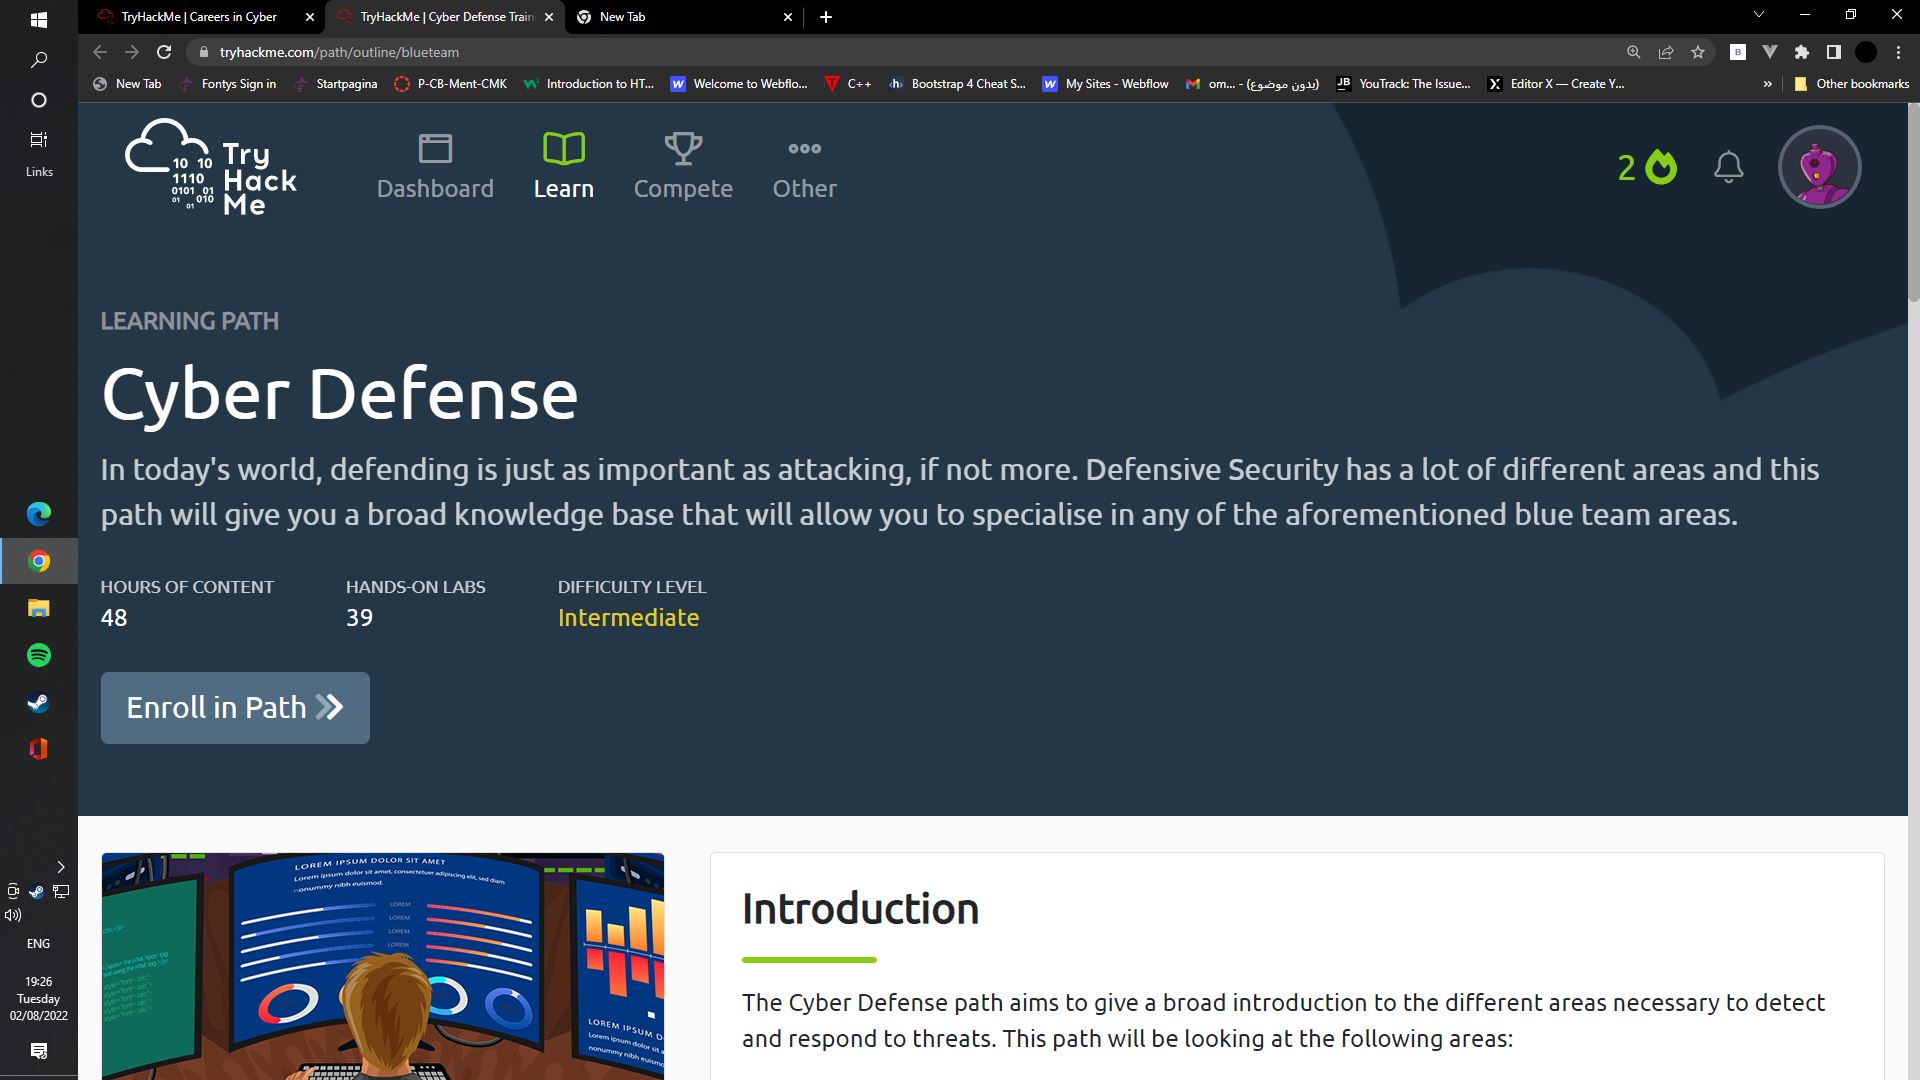 TryHackMe | Careers in Cyber
TryHackMe | Cyber Defense Train
New Tab
tryhackme.com/path/outline/blueteam
New Tab
Fontys Sign in
Startpagina
P-CB-Ment-CMK
Introduction to HT...
Welcome to Webflo...
C++
Bootstrap 4 Cheat S...
My Sites - Webflow
om... - (بدون موضوع)
YouTrack: The Issue...
Editor X — Create Y...
Other bookmarks
Links
Try
Hack
Me
10 10
1110
0101 01
01 010
01
Dashboard
Learn
Compete
Other
2
LEARNING PATH
Cyber Defense
In today's world, defending is just as important as attacking, if not more. Defensive Security has a lot of different areas and this
path will give you a broad knowledge base that will allow you to specialise in any of the aforementioned blue team areas.
HOURS OF CONTENT
48
HANDS-ON LABS
39
DIFFICULTY LEVEL
Intermediate
Enroll in Path
LOREM IPSUM DOLOR SIT AMET
Lorem ipsum dolor sit amet, consectetuer adipiscing elit, sed diam
nonummy nibh euismod.
LOREM
LOREM
LOREM
LOREM
LOREM IPSUM D
Lorem ipsum dolor sit a
nonummy nibh euismod.
Introduction
The Cyber Defense path aims to give a broad introduction to the different areas necessary to detect
and respond to threats. This path will be looking at the following areas:
ENG
19:26
Tuesday
02/08/2022